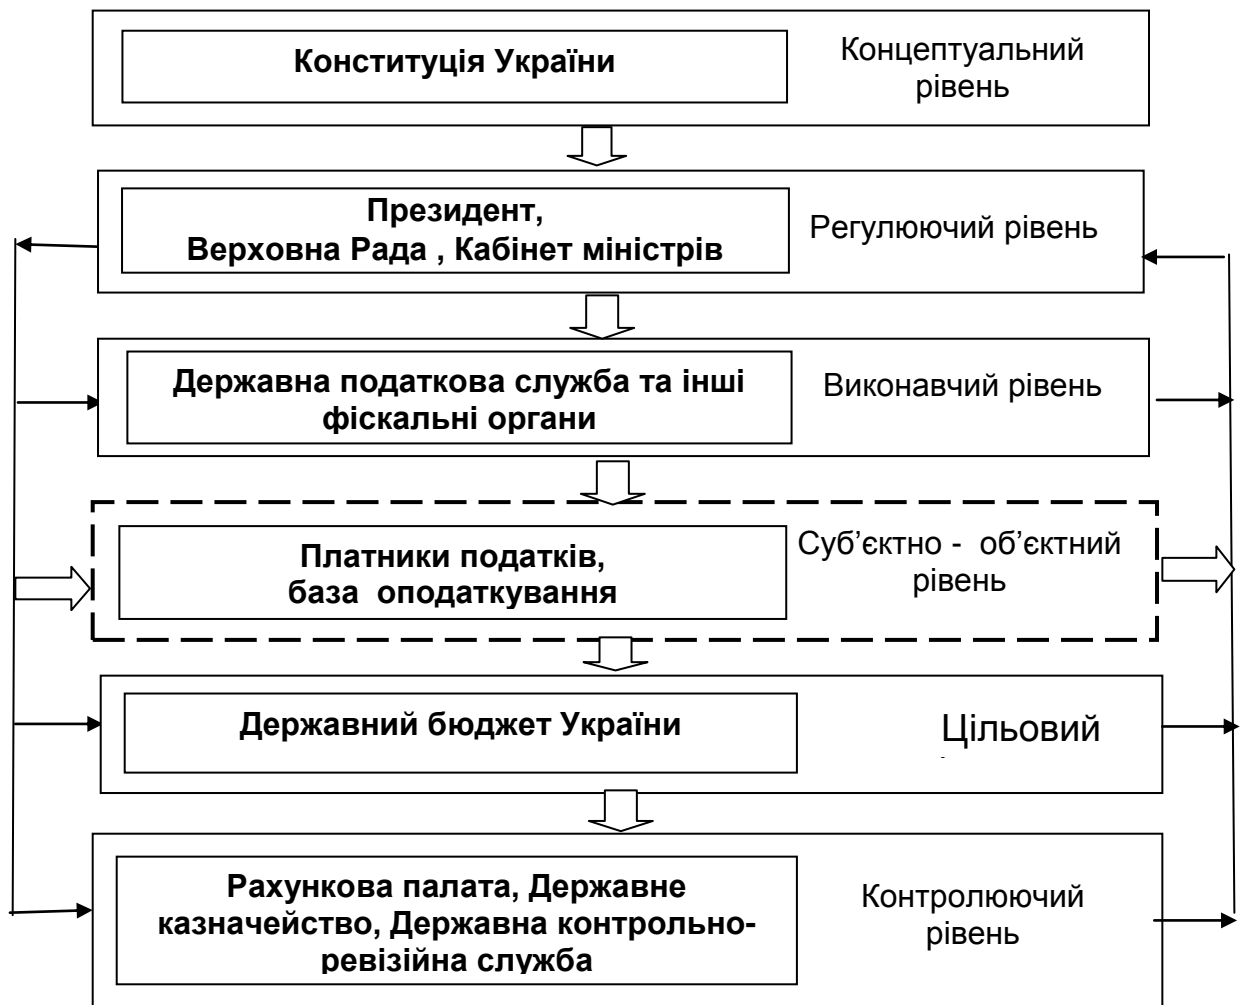 Конституція України
Концептуальний
рівень
Президент,
Верховна Рада , Кабінет міністрів
Регулюючий рівень
Державна податкова служба та інші
фіскальні органи
Виконавчий рівень
Платники податків,
база оподаткування
Суб’єктно - об’єктний
рівень
Державний бюджет України
Цільовий
Рахункова палата, Державне
казначейство, Державна контрольно-
ревізійна служба
Контролюючий
рівень